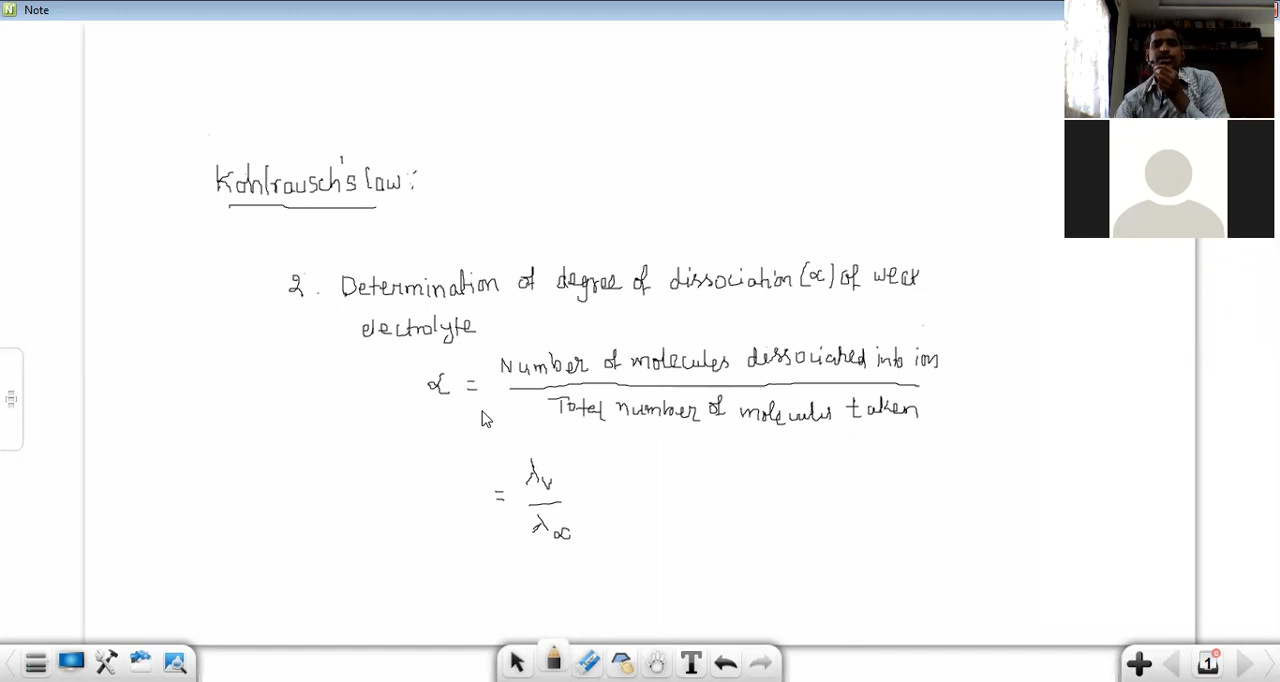 Note
Kohlrausch's law:
2. Determination of degree of dissociation (α) of weak
electrolyte
α = Number of molecules dissociated into ion
Total number of molecules taken
= λv
λ∝
T
1